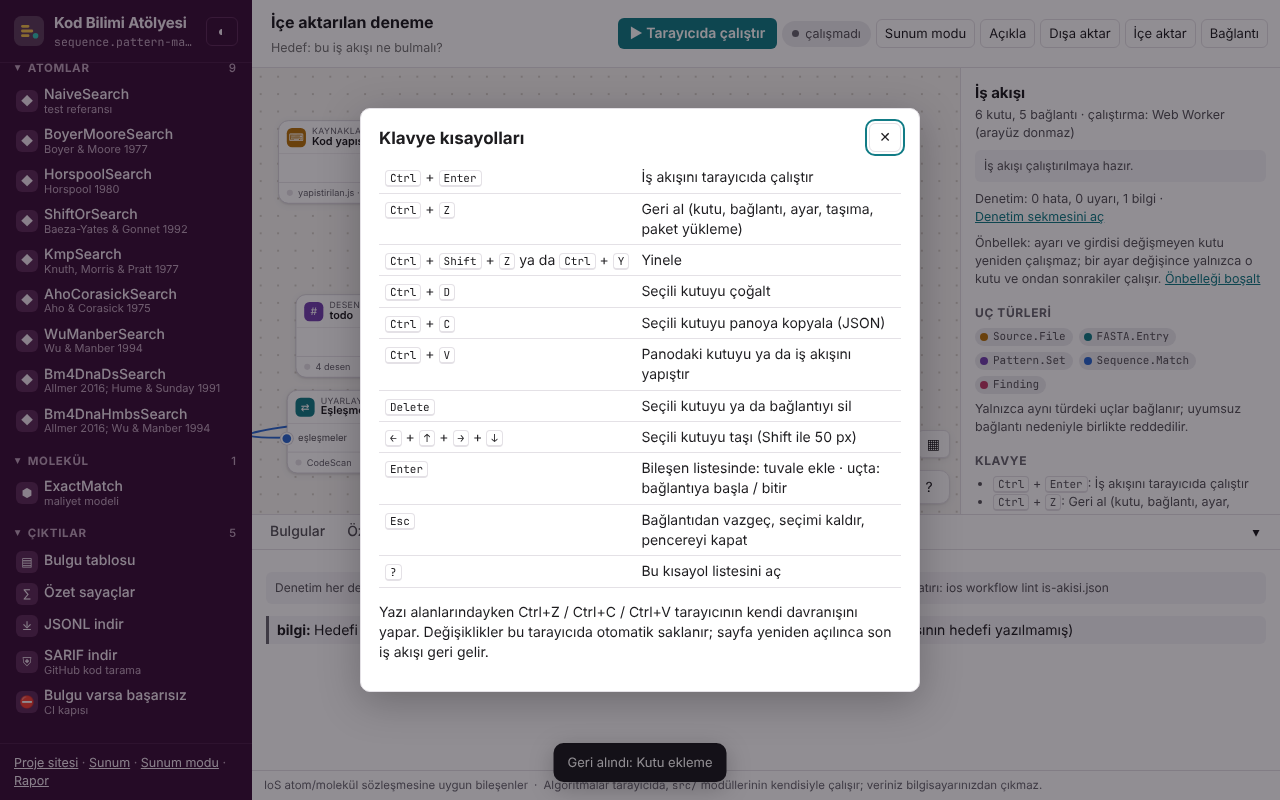 Kod Bilimi Atölyesi
sequence.pattern-ma…
ATOMLAR 9
NaiveSearch
test referansı
BoyerMooreSearch
Boyer & Moore 1977
HorspoolSearch
Horspool 1980
ShiftOrSearch
Baeza-Yates & Gonnet 1992
KmpSearch
Knuth, Morris & Pratt 1977
AhoCorasickSearch
Aho & Corasick 1975
WuManberSearch
Wu & Manber 1994
Bm4DnaDsSearch
Allmer 2016; Hume & Sunday 1991
Bm4DnaHmbsSearch
Allmer 2016; Wu & Manber 1994
MOLEKÜL 1
ExactMatch
maliyet modeli
ÇIKTILAR 5
Bulgu tablosu
Özet sayaçlar
JSONL indir
SARIF indir
GitHub kod tarama
Bulgu varsa başarısız
CI kapısı
Proje sitesi · Sunum · Sunum modu ·
Rapor
İçe aktarılan deneme
Hedef: bu iş akışı ne bulmalı?
▶ Tarayıcıda çalıştır
çalışmadı
Sunum modu
Açıkla
Dışa aktar
İçe aktar
Bağlantı
KAYNAKLA
Kod yapış
yapistirilan.js ·
DESEN
todo
4 desen
UYARLAY
Eşleşme
eşleşmeler
CodeScan
?
Klavye kısayolları
✕
Ctrl + Enter İş akışını tarayıcıda çalıştır
Ctrl + Z Geri al (kutu, bağlantı, ayar, taşıma,
paket yükleme)
Ctrl + Shift + Z ya da Ctrl + Y Yinele
Ctrl + D Seçili kutuyu çoğalt
Ctrl + C Seçili kutuyu panoya kopyala (JSON)
Ctrl + V Panodaki kutuyu ya da iş akışını
yapıştır
Delete Seçili kutuyu ya da bağlantıyı sil
← + ↑ + → + ↓ Seçili kutuyu taşı (Shift ile 50 px)
Enter Bileşen listesinde: tuvale ekle · uçta:
bağlantıya başla / bitir
Esc Bağlantıdan vazgeç, seçimi kaldır,
pencereyi kapat
? Bu kısayol listesini aç
Yazı alanlarındayken Ctrl+Z / Ctrl+C / Ctrl+V tarayıcının kendi davranışını
yapar. Değişiklikler bu tarayıcıda otomatik saklanır; sayfa yeniden açılınca son
iş akışı geri gelir.
İş akışı
6 kutu, 5 bağlantı · çalıştırma: Web Worker
(arayüz donmaz)
İş akışı çalıştırılmaya hazır.
Denetim: 0 hata, 0 uyarı, 1 bilgi ·
Denetim sekmesini aç
Önbellek: ayarı ve girdisi değişmeyen kutu
yeniden çalışmaz; bir ayar değişince yalnızca o
kutu ve ondan sonrakiler çalışır. Önbelleği boşalt
UÇ TÜRLERİ
Source.File FASTA.Entry
Pattern.Set Sequence.Match
Finding
Yalnızca aynı türdeki uçlar bağlanır; uyumsuz
bağlantı nedeniyle birlikte reddedilir.
KLAVYE
Ctrl + Enter: İş akışını tarayıcıda çalıştır
Ctrl + Z: Geri al (kutu, bağlantı, ayar,
Bulgular Öz
Denetim her de atırı: ios workflow lint is-akisi.json
bilgi: Hedefi şının hedefi yazılmamış)
Geri alındı: Kutu ekleme
IoS atom/molekül sözleşmesine uygun bileşenler · Algoritmalar tarayıcıda, src/ modüllerinin kendisiyle çalışır; veriniz bilgisayarınızdan çıkmaz.